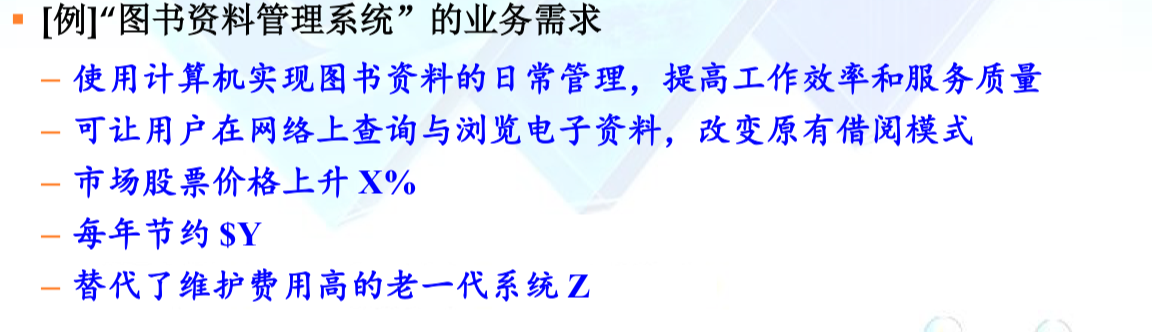 ▪ [例]“图书资料管理系统”的业务需求
– 使用计算机实现图书资料的日常管理，提高工作效率和服务质量
– 可让用户在网络上查询与浏览电子资料，改变原有借阅模式
– 市场股票价格上升 X%
– 每年节约 $Y
– 替代了维护费用高的老一代系统 Z